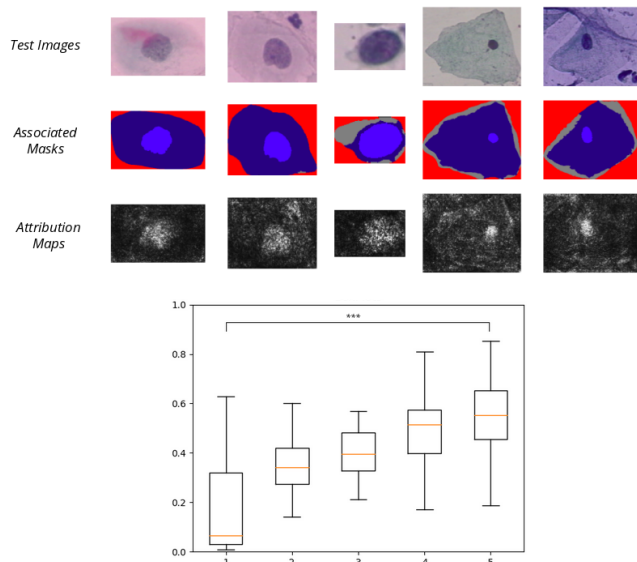 Test Images
Associated
Masks
Attribution
Maps
1.0
***
0.8
0.6
0.4
0.2
0.0
1 2 3 4 5